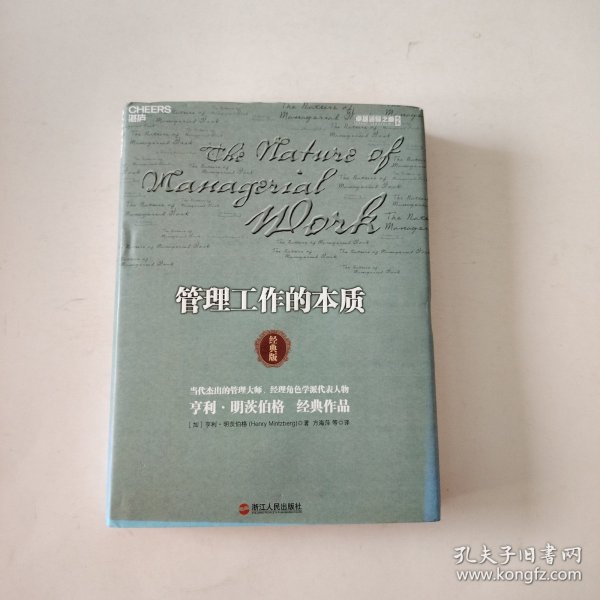 CHEERS
湛庐
The Nature of
Managerial
Work
管理工作的本质
经典版
当代杰出的管理大师、经理角色学派代表人物
亨利·明茨伯格 经典作品
[加] 亨利·明茨伯格 (Henry Mintzberg) ◎ 著 方海萍 等 ◎ 译
浙江人民出版社
孔夫子旧书网
www.kongfz.com